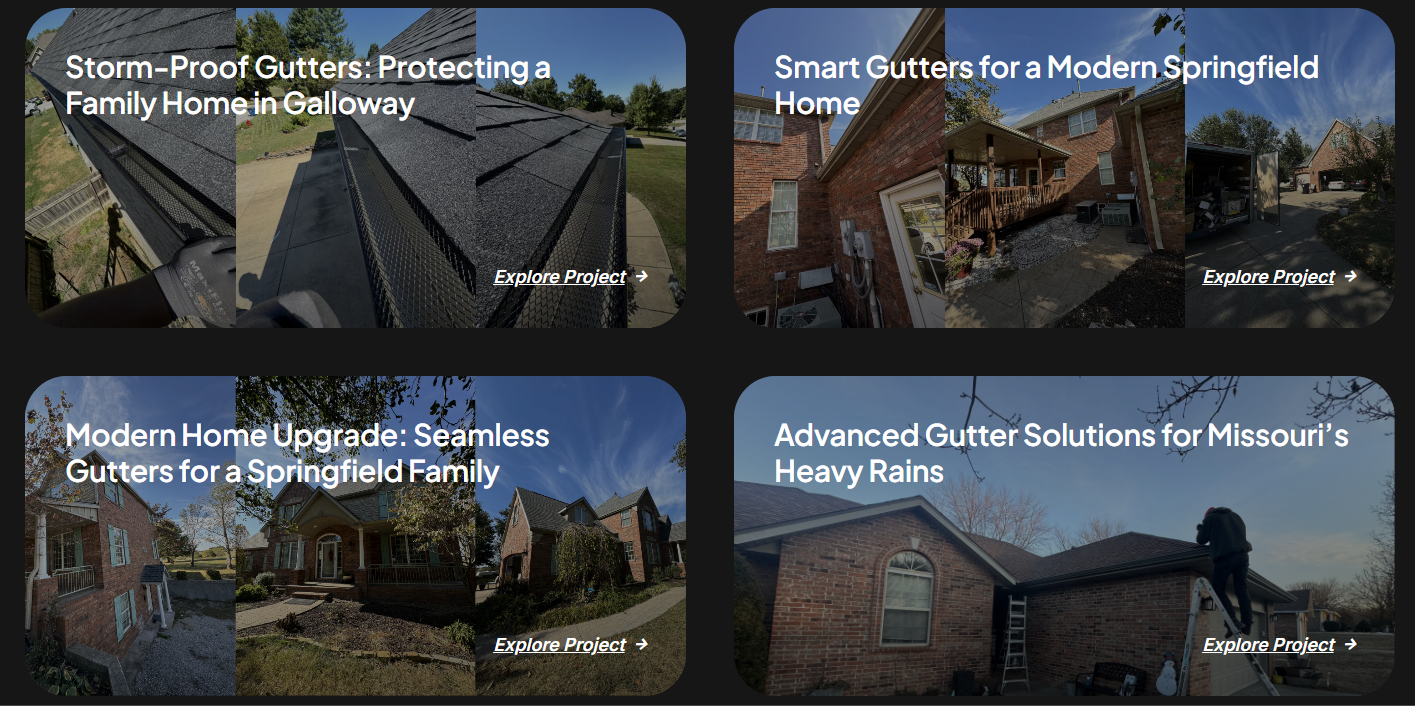 Storm-Proof Gutters: Protecting a
Family Home in Galloway
Explore Project →
Smart Gutters for a Modern Springfield
Home
Explore Project →
Modern Home Upgrade: Seamless
Gutters for a Springfield Family
Explore Project →
Advanced Gutter Solutions for Missouri’s
Heavy Rains
Explore Project →